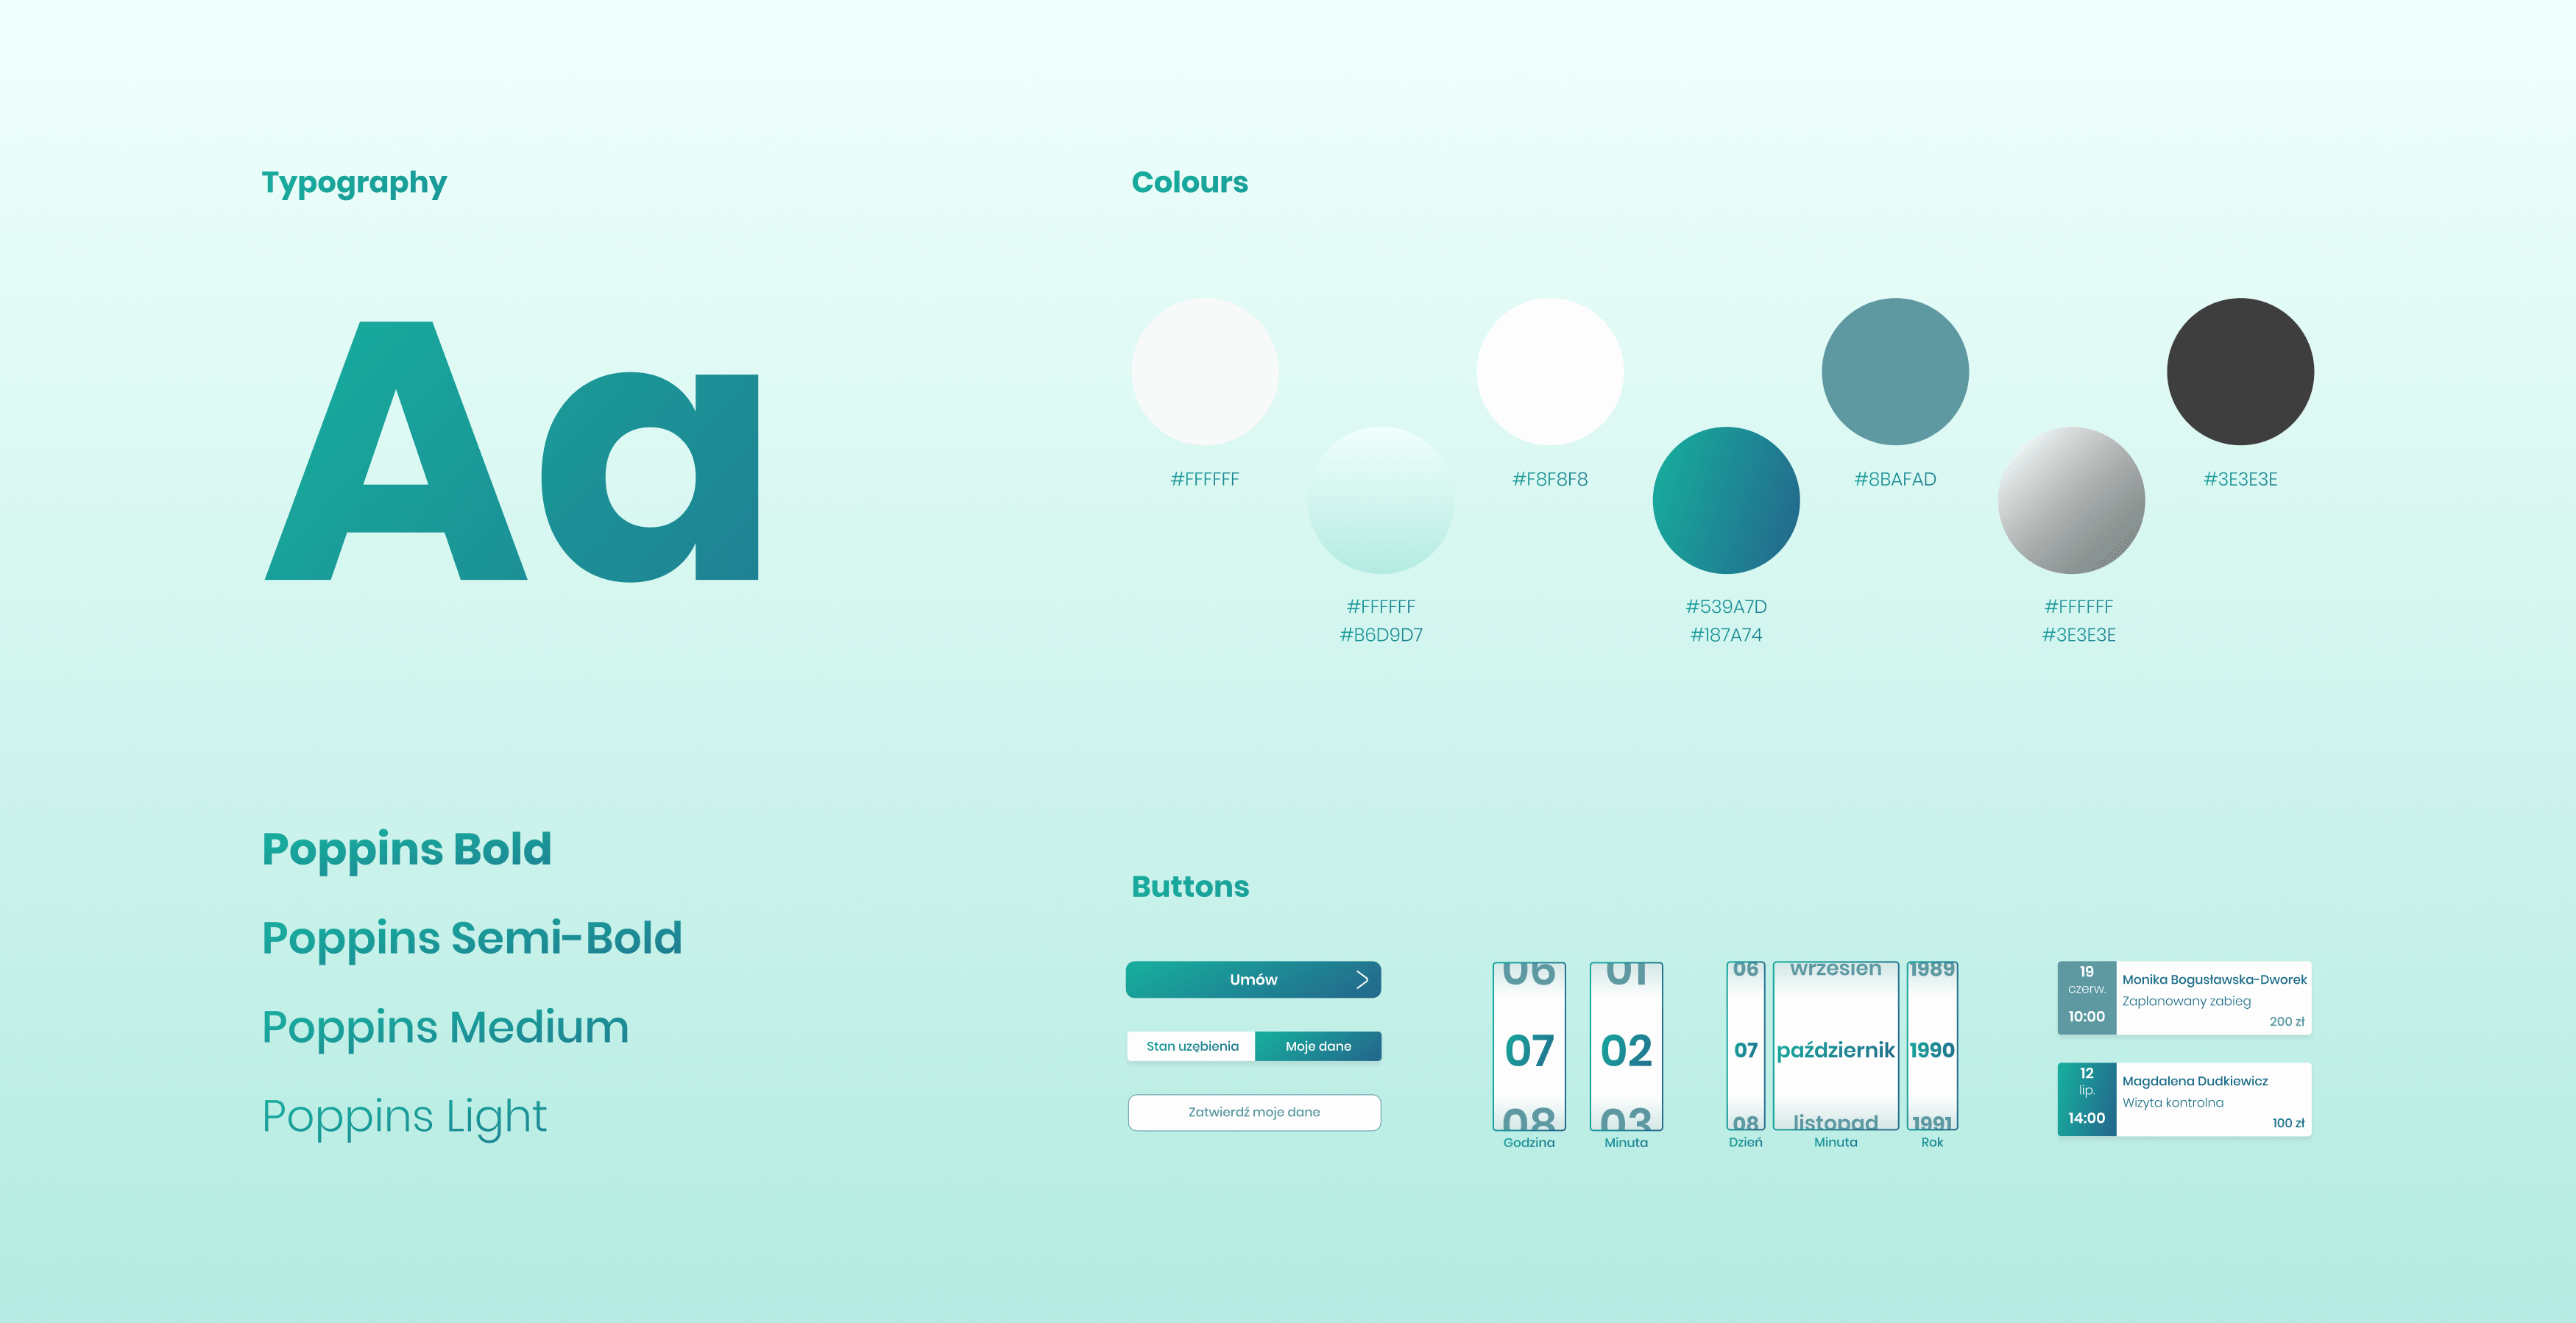 Typography
Aa
Poppins Bold
Poppins Semi-Bold
Poppins Medium
Poppins Light
Colours
#FFFFFF
#F8F8F8
#8BAFAD
#3E3E3E
#FFFFFF
#B6D9D7
#539A7D
#187A74
#FFFFFF
#3E3E3E
Buttons
Umów
Stan uzębienia
Moje dane
Zatwierdź moje dane
06
07
08
Godzina
01
02
03
Minuta
06
07
08
Dzień
wrzesień
październik
listopad
Minuta
1989
1990
1991
Rok
19
czerw.
10:00
Monika Bogusławska-Dworek
Zaplanowany zabieg
200 zł
12
lip.
14:00
Magdalena Dudkiewicz
Wizyta kontrolna
100 zł